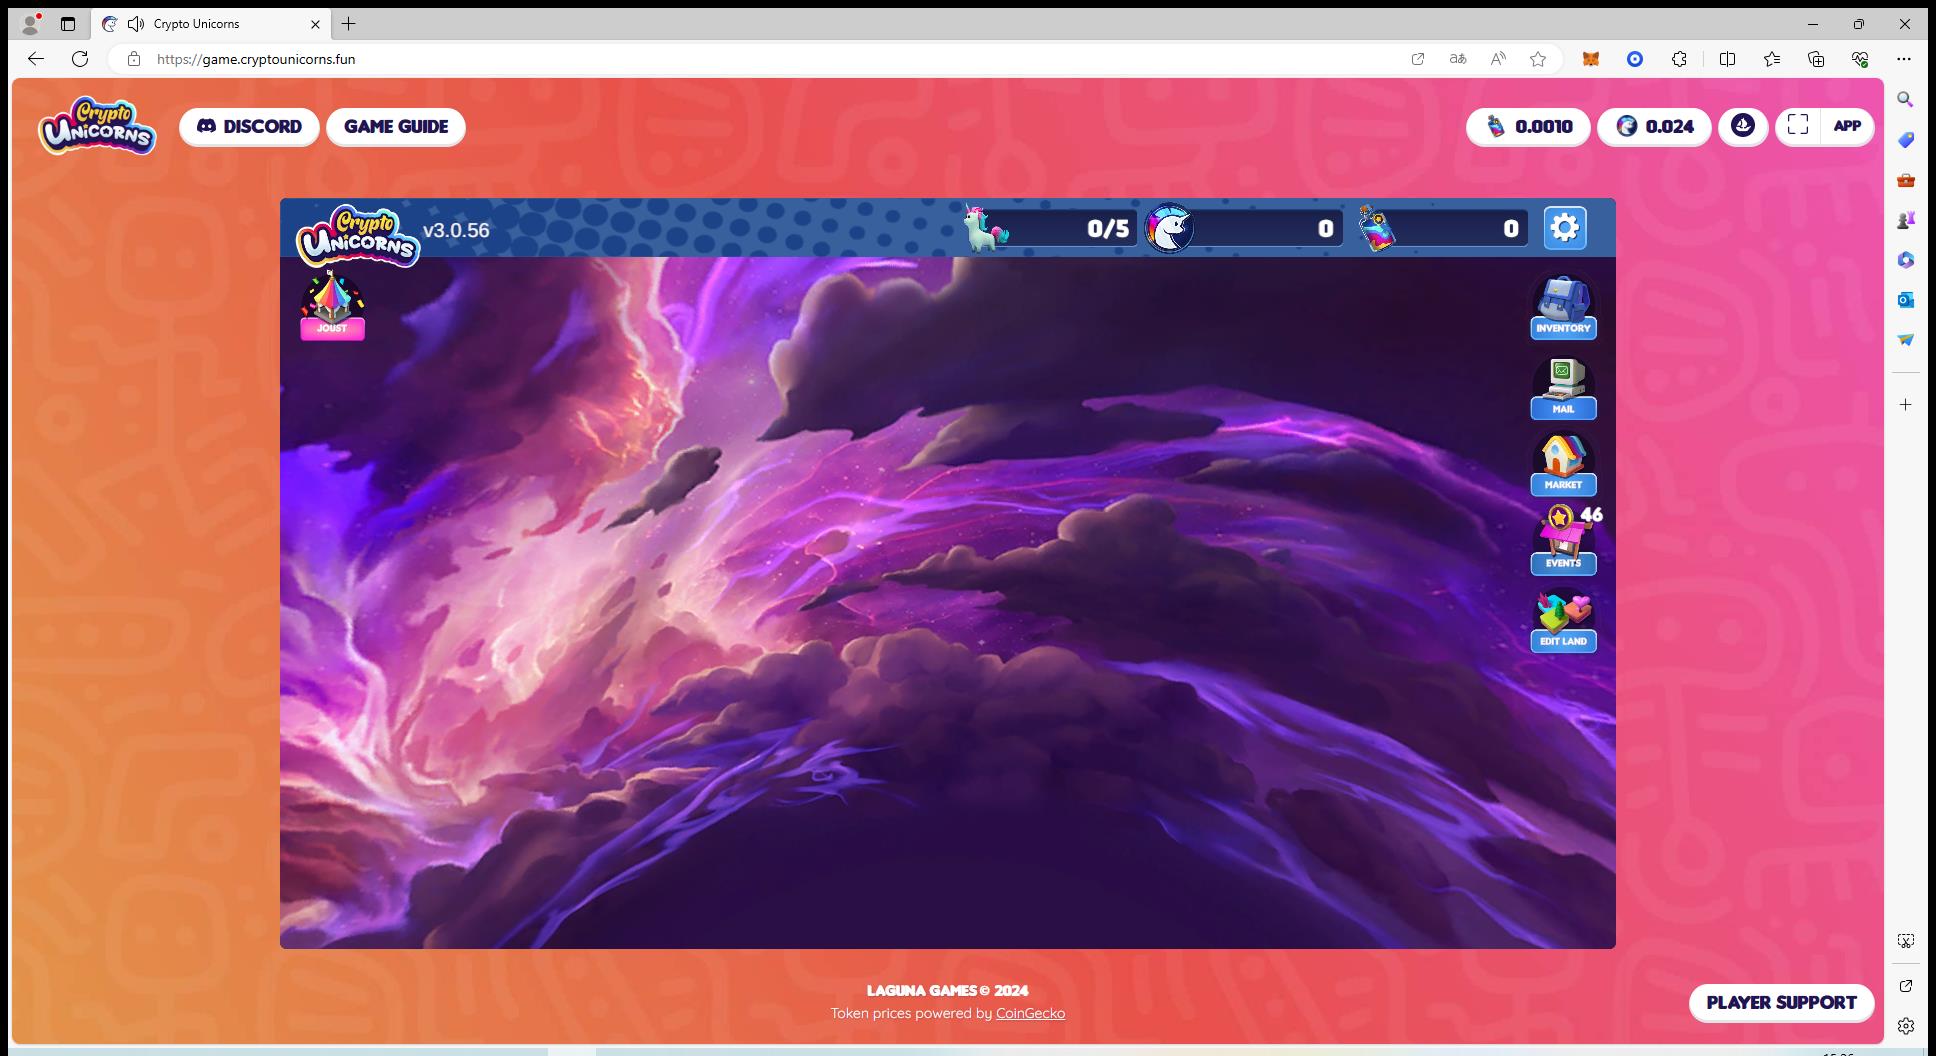 Crypto Unicorns
https://game.cryptounicorns.fun
Crypto
UNICORNS
DISCORD
GAME GUIDE
0.0010
0.024
APP
Crypto
UNICORNS
v3.0.56
0/5
0
0
JOUST
INVENTORY
MAIL
MARKET
46
EVENTS
EDIT LAND
LAGUNA GAMES © 2024
Token prices powered by CoinGecko
PLAYER SUPPORT